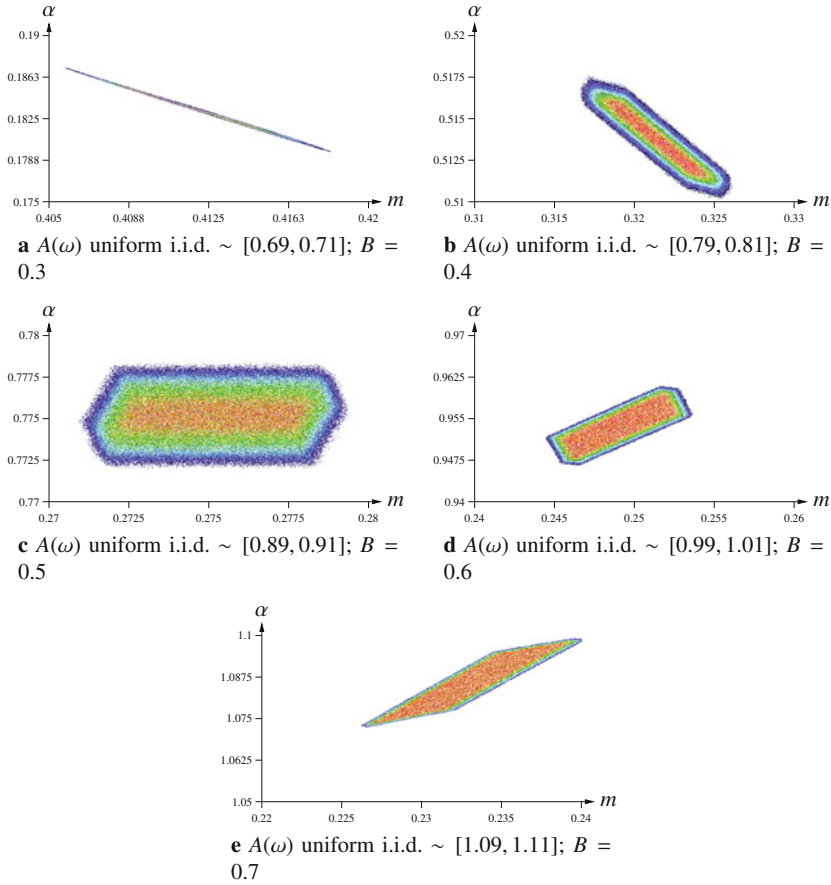 α
0.19
0.1863
0.1825
0.1788
0.175
0.405 0.4088 0.4125 0.4163 0.42 m
a A(ω) uniform i.i.d. ∼ [0.69, 0.71]; B =
0.3
α
0.52
0.5175
0.515
0.5125
0.51
0.31 0.315 0.32 0.325 0.33 m
b A(ω) uniform i.i.d. ∼ [0.79, 0.81]; B =
0.4
α
0.78
0.7775
0.775
0.7725
0.77
0.27 0.2725 0.275 0.2775 0.28 m
c A(ω) uniform i.i.d. ∼ [0.89, 0.91]; B =
0.5
α
0.97
0.9625
0.955
0.9475
0.94
0.24 0.245 0.25 0.255 0.26 m
d A(ω) uniform i.i.d. ∼ [0.99, 1.01]; B =
0.6
α
1.1
1.0875
1.075
1.0625
1.05
0.22 0.225 0.23 0.235 0.24 m
e A(ω) uniform i.i.d. ∼ [1.09, 1.11]; B =
0.7